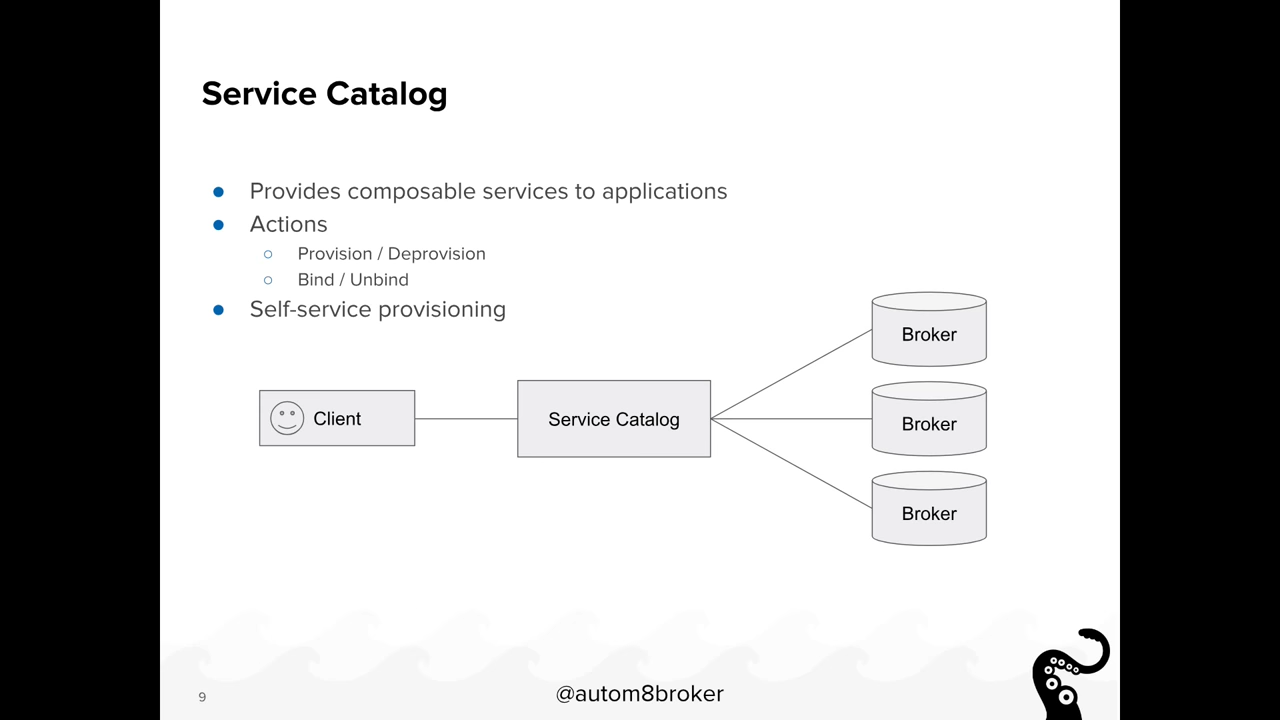 Service Catalog
● Provides composable services to applications
● Actions
○ Provision / Deprovision
○ Bind / Unbind
● Self-service provisioning
Client
Service Catalog
Broker
Broker
Broker
9
@autom8broker